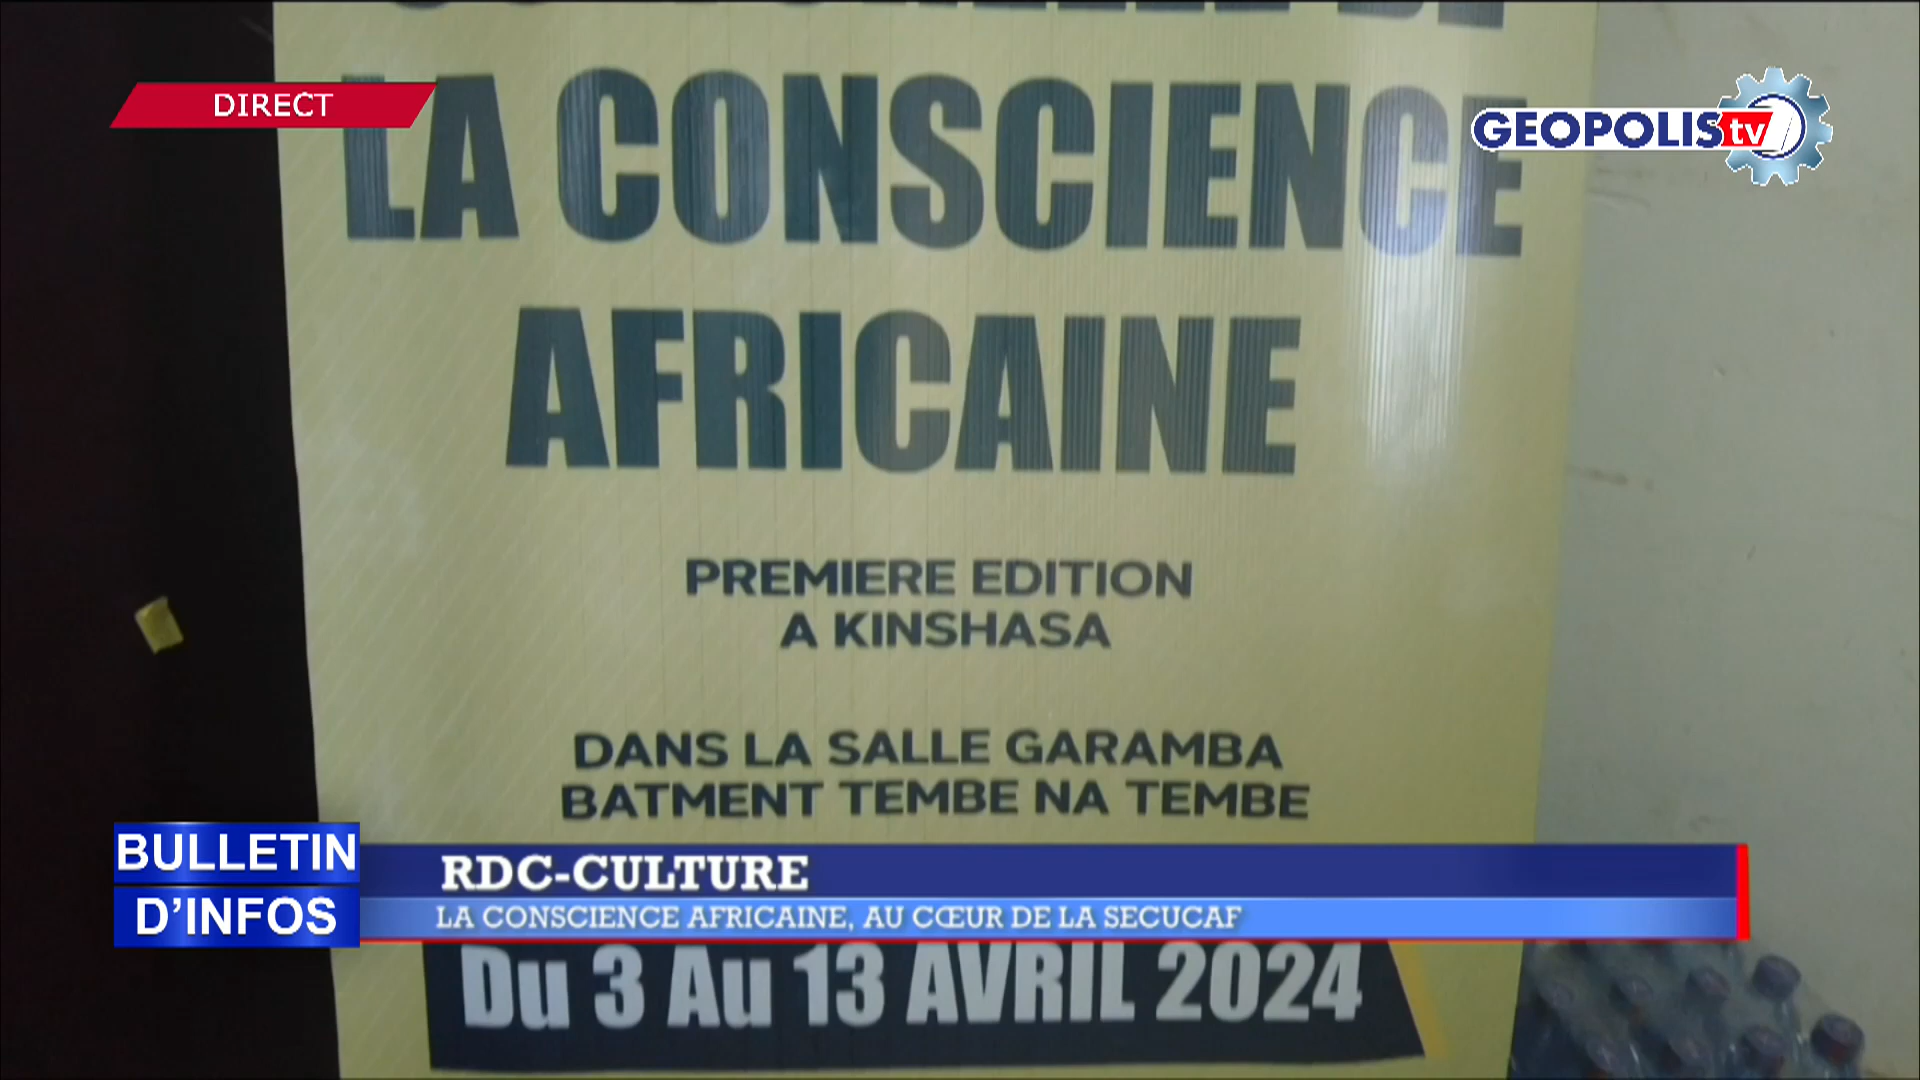 LA CONSCIENCE
AFRICAINE
DIRECT
GEOPOLIS tv
PREMIERE EDITION
A KINSHASA
DANS LA SALLE GARAMBA
BATMENT TEMBE NA TEMBE
BULLETIN
D'INFOS
RDC-CULTURE
LA CONSCIENCE AFRICAINE, AU CŒUR DE LA SECUCAF
Du 3 Au 13 AVRIL 2024